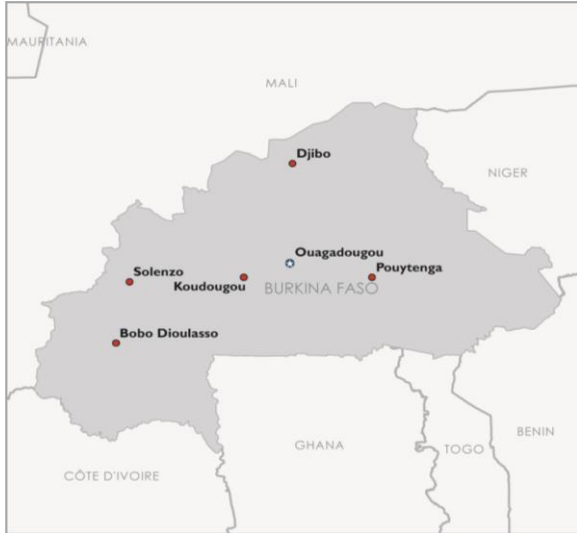 MAURITANIA
MALI
Djibo
NIGER
Ouagadougou
Solenzo
Pouytenga
Koudougou
BURKINA FASO
Bobo Dioulasso
BENIN
GHANA
TOGO
CÔTE D'IVOIRE